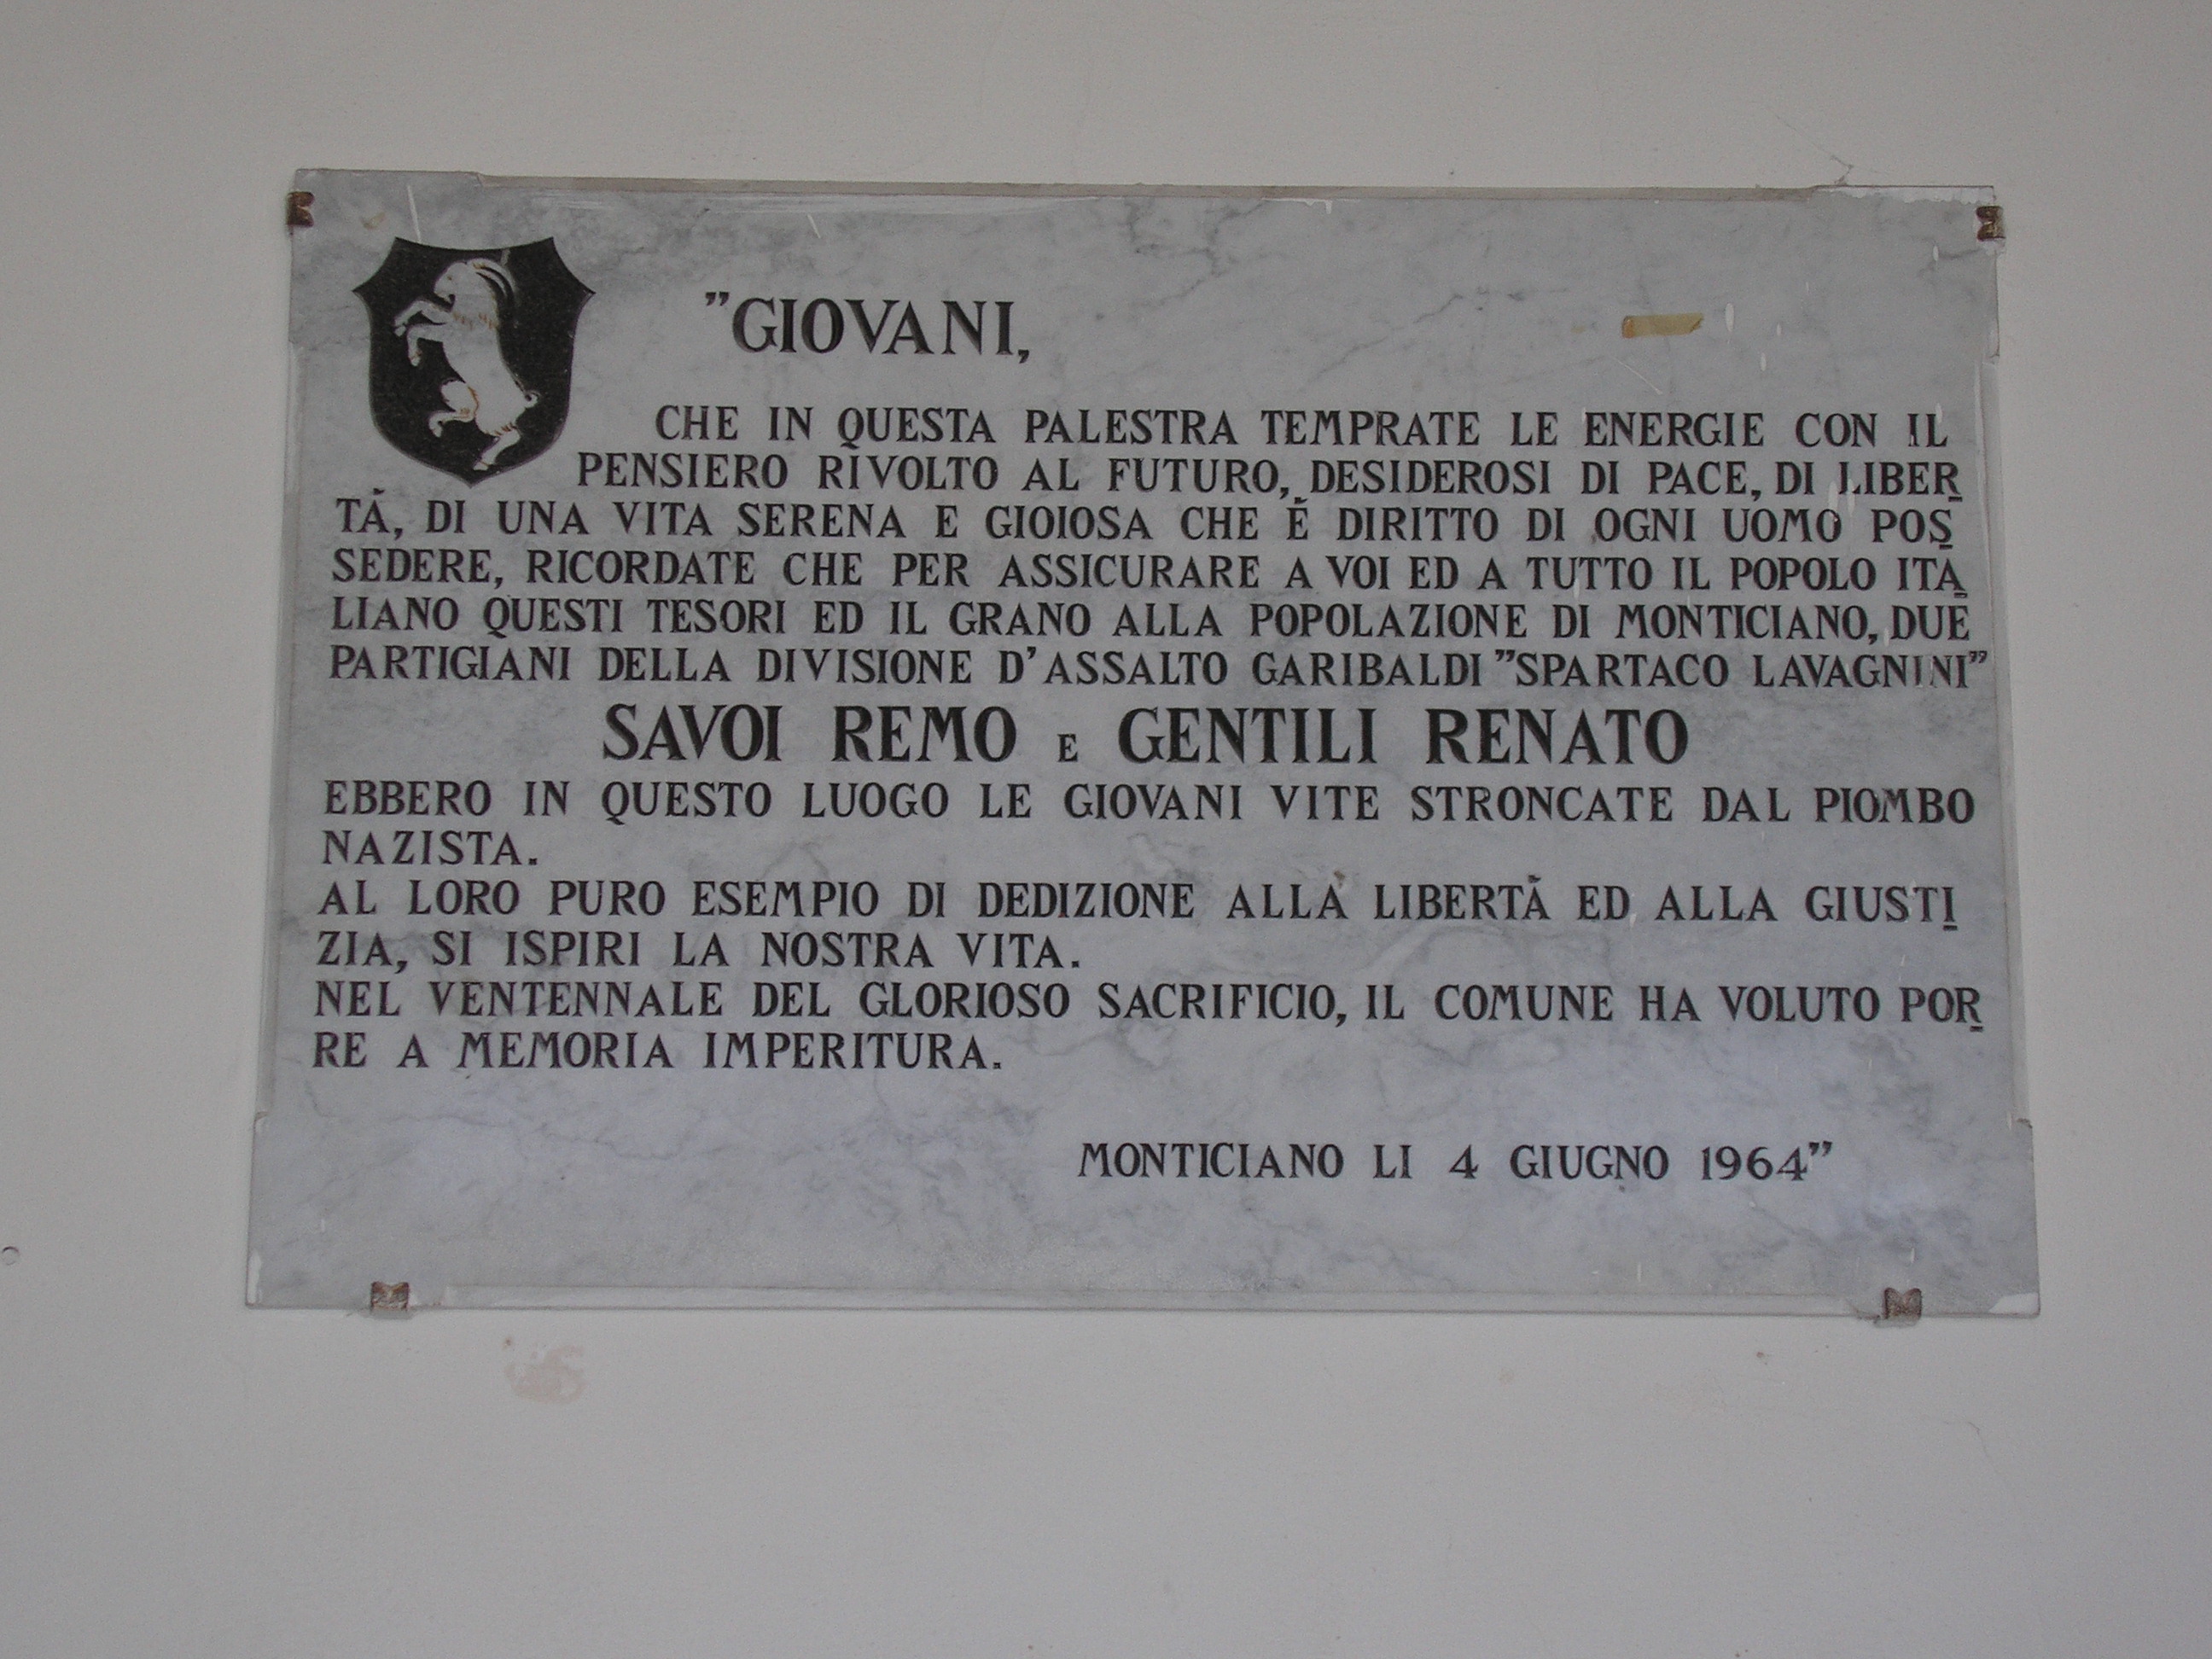 "GIOVANI,
CHE IN QUESTA PALESTRA TEMPRATE LE ENERGIE CON IL
PENSIERO RIVOLTO AL FUTURO, DESIDEROSI DI PACE, DI LIBER
TÀ, DI UNA VITA SERENA E GIOIOSA CHE È DIRITTO DI OGNI UOMO POS
SEDERE, RICORDATE CHE PER ASSICURARE A VOI ED A TUTTO IL POPOLO ITA
LIANO QUESTI TESORI ED IL GRANO ALLA POPOLAZIONE DI MONTICIANO, DUE
PARTIGIANI DELLA DIVISIONE D'ASSALTO GARIBALDI "SPARTACO LAVAGNINI"
SAVOI REMO E GENTILI RENATO
EBBERO IN QUESTO LUOGO LE GIOVANI VITE STRONCATE DAL PIOMBO
NAZISTA.
AL LORO PURO ESEMPIO DI DEDIZIONE ALLA LIBERTÀ ED ALLA GIUSTI
ZIA, SI ISPIRI LA NOSTRA VITA.
NEL VENTENNALE DEL GLORIOSO SACRIFICIO, IL COMUNE HA VOLUTO POR
RE A MEMORIA IMPERITURA.
MONTICIANO LI 4 GIUGNO 1964"